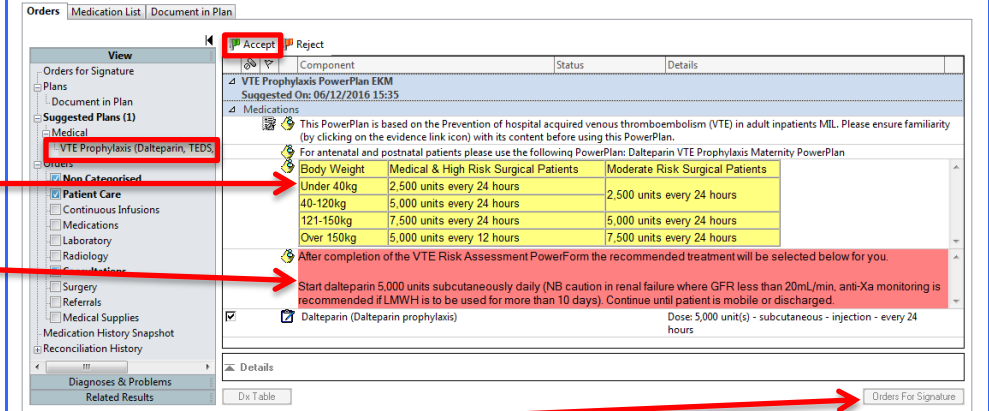 Orders Medication List Document in Plan
View
Orders for Signature
Plans
Document in Plan
Suggested Plans (1)
Medical
VTE Prophylaxis (Dalteparin, TEDS,
Orders
Non Categorised
Patient Care
Continuous Infusions
Medications
Laboratory
Radiology
Consultations
Surgery
Referrals
Medical Supplies
Medication History Snapshot
Reconciliation History
Diagnoses & Problems
Related Results
Accept Reject
Component Status Details
VTE Prophylaxis PowerPlan EKM
Suggested On: 06/12/2016 15:35
Medications
This PowerPlan is based on the Prevention of hospital acquired venous thromboembolism (VTE) in adult inpatients MIL. Please ensure familiarity
(by clicking on the evidence link icon) with its content before using this PowerPlan.
For antenatal and postnatal patients please use the following PowerPlan: Dalteparin VTE Prophylaxis Maternity PowerPlan
Body Weight Medical & High Risk Surgical Patients Moderate Risk Surgical Patients
Under 40kg 2,500 units every 24 hours 2,500 units every 24 hours
40-120kg 5,000 units every 24 hours
121-150kg 7,500 units every 24 hours 5,000 units every 24 hours
Over 150kg 5,000 units every 12 hours 7,500 units every 24 hours
After completion of the VTE Risk Assessment PowerForm the recommended treatment will be selected below for you.
Start dalteparin 5,000 units subcutaneously daily (NB caution in renal failure where GFR less than 20mL/min, anti-Xa monitoring is
recommended if LMWH is to be used for more than 10 days). Continue until patient is mobile or discharged.
Dalteparin (Dalteparin prophylaxis) Dose: 5,000 unit(s) - subcutaneous - injection - every 24
hours
Details
Dx Table Orders For Signature